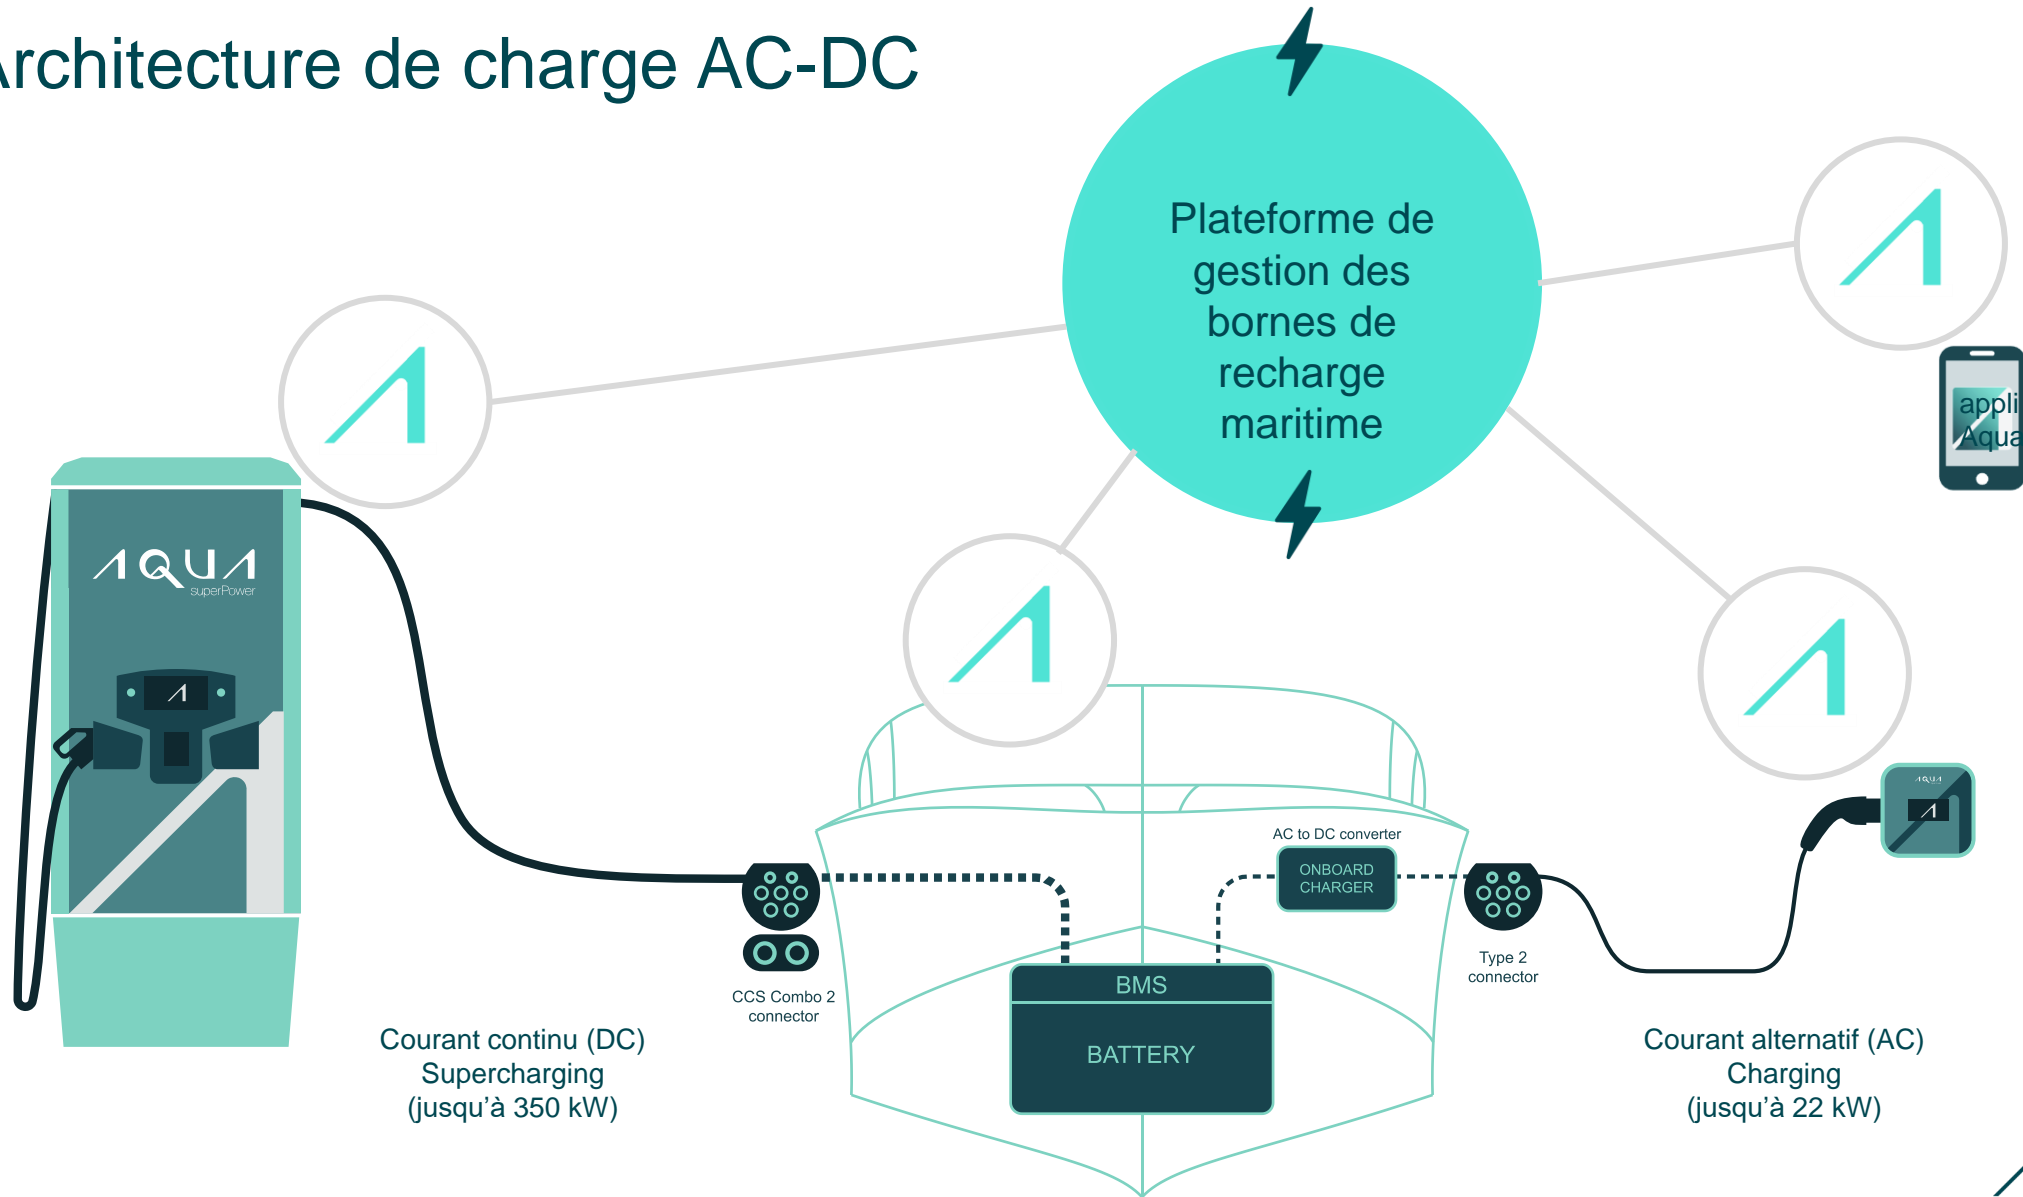 Architecture de charge AC-DC
Plateforme de
gestion des
bornes de
recharge
maritime
appli
Aqua
AQUA
superPower
AQUA
AC to DC converter
ONBOARD
CHARGER
CCS Combo 2
connector
Type 2
connector
BMS
BATTERY
Courant continu (DC)
Supercharging
(jusqu’à 350 kW)
Courant alternatif (AC)
Charging
(jusqu’à 22 kW)